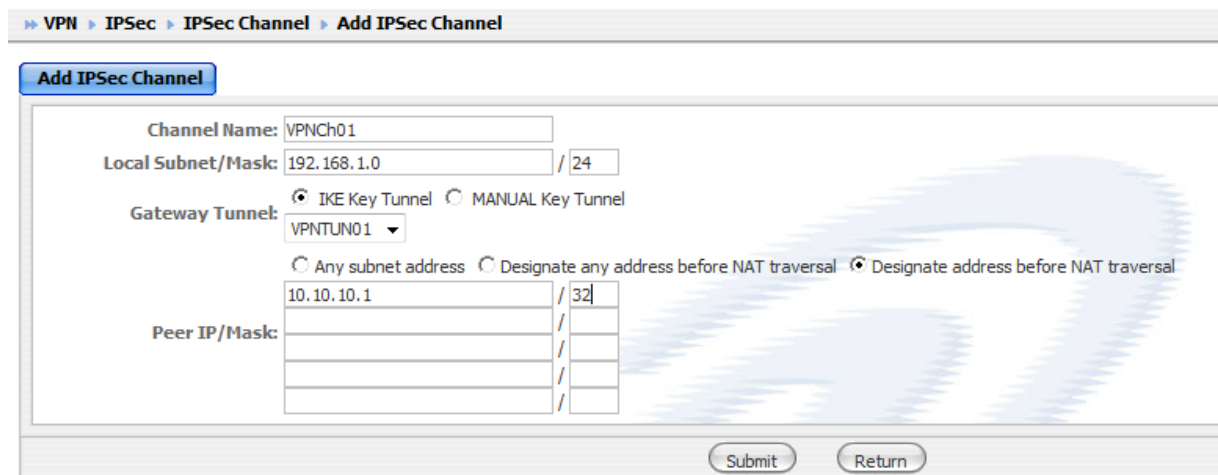 VPN IPSec IPSec Channel Add IPSec Channel
Add IPSec Channel
Channel Name: VPNCh01
Local Subnet/Mask: 192.168.1.0 / 24
Gateway Tunnel: IKE Key Tunnel MANUAL Key Tunnel
VPNTUN01
Any subnet address Designate any address before NAT traversal Designate address before NAT traversal
10.10.10.1 / 32
/
Peer IP/Mask: /
/
/
Submit Return